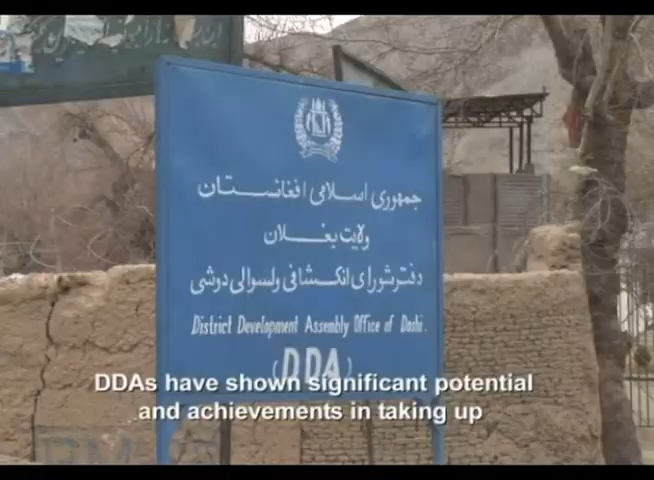 جمهوری اسلامی افغانستان
ولایت بغلان
دفتر شورای انکشافی ولسوالی دوشی
District Development Assembly Office of Doshi.
(DDA)
DDAs have shown significant potential
and achievements in taking up